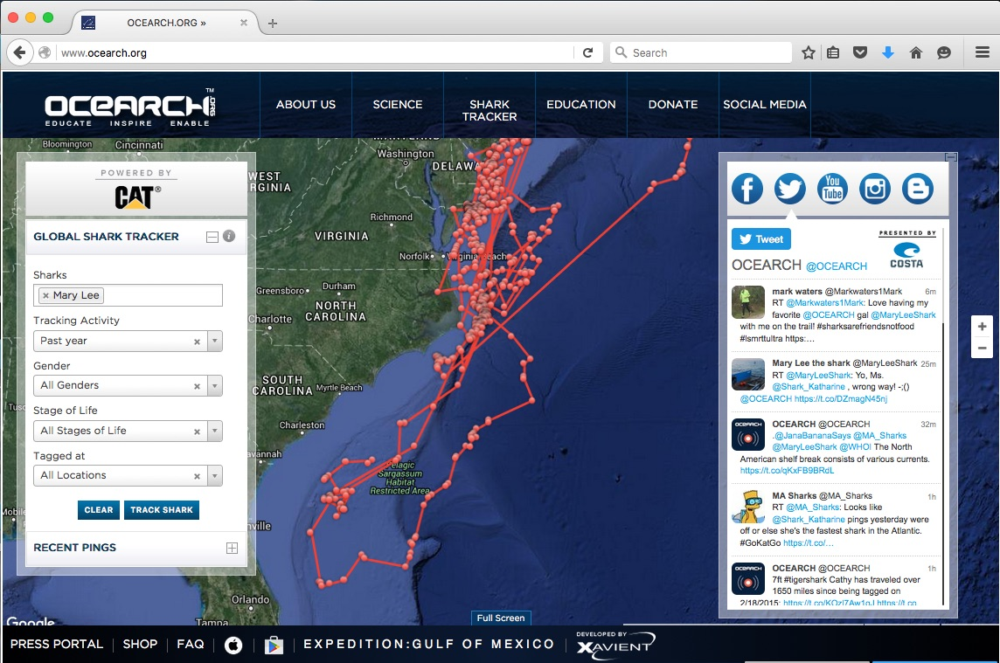 OCEARCH.ORG »
www.ocearch.org
Search
OCEARCH.ORG™
EDUCATE INSPIRE ENABLE
ABOUT US
SCIENCE
SHARK
TRACKER
EDUCATION
DONATE
SOCIAL MEDIA
Bloomington
Cincinnati
MARYLAND
Washington
DELAWA
WEST
RGINIA
Richmond
VIRGINIA
Norfolk
Virginia Beach
Greensboro
Durham
NORTH
CAROLINA
Charlotte
SOUTH
CAROLINA
Myrtle Beach
Charleston
avannah
Pelagic
Sargassum
Habitat
Restricted Area
Tusc
Mobile
nville
Orlando
Tampa
Google
POWERED BY
CAT®
GLOBAL SHARK TRACKER
Sharks
× Mary Lee
Tracking Activity
Past year
Gender
All Genders
Stage of Life
All Stages of Life
Tagged at
All Locations
CLEAR
TRACK SHARK
RECENT PINGS
You
Tube
Tweet
PRESENTED BY
COSTA
OCEARCH @OCEARCH
mark waters @Markwaters1Mark 6m
RT @Markwaters1Mark: Love having my
favorite @OCEARCH gal @MaryLeeShark
with me on the trail! #sharksarefriendsnotfood
#lsmrttultra https:…
Mary Lee the shark @MaryLeeShark 25m
RT @MaryLeeShark: Yo, Ms.
@Shark_Katharine , wrong way! -;()
@OCEARCH https://t.co/DZmagN45nj
OCEARCH @OCEARCH 32m
.@JanaBananaSays @MA_Sharks
@MaryLeeShark @WHOI The North
American shelf break consists of various currents.
https://t.co/qKxFB9BRdL
MA Sharks @MA_Sharks 1h
RT @MA_Sharks: Looks like
@Shark_Katharine pings yesterday were
off or else she's the fastest shark in the Atlantic.
#GoKatGo https://t.co/…
OCEARCH @OCEARCH 1h
7ft #tigershark Cathy has traveled over
1650 miles since being tagged on
2/18/2015: https://t.co/KOzl7Aw1oJ https://t.co
Full Screen
PRESS PORTAL
SHOP
FAQ
EXPEDITION:GULF OF MEXICO
DEVELOPED BY
XAVIENT